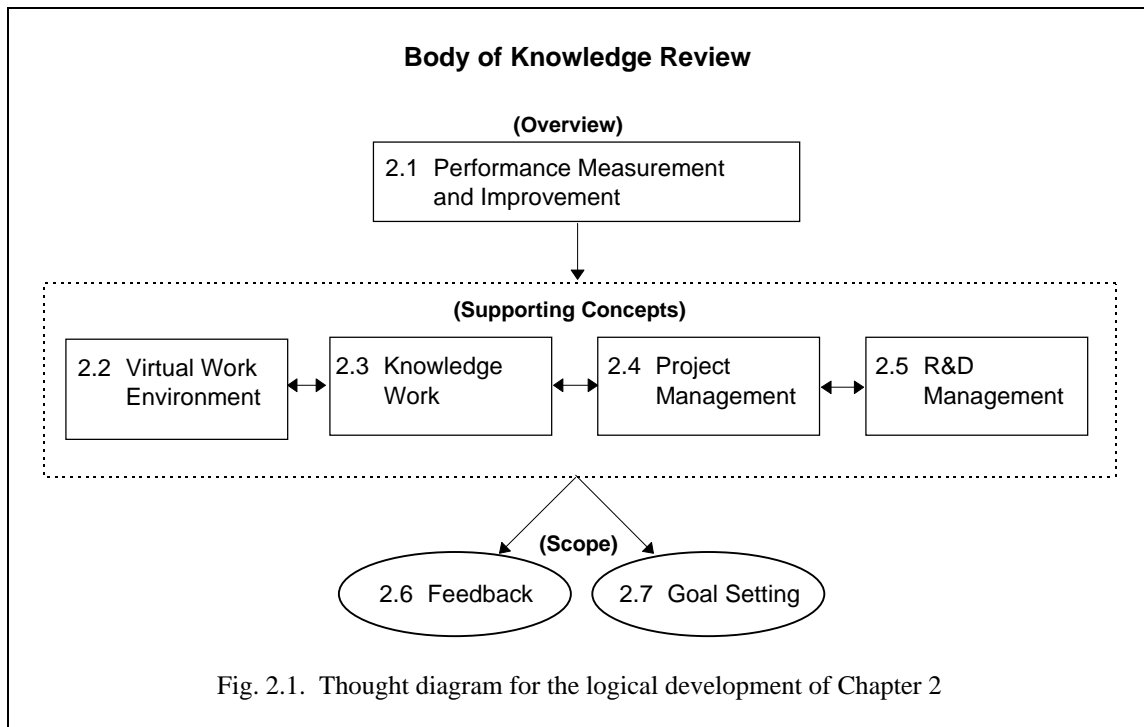 Body of Knowledge Review
(Overview)
2.1 Performance Measurement
and Improvement
(Supporting Concepts)
2.2 Virtual Work
Environment
2.3 Knowledge
Work
2.4 Project
Management
2.5 R&D
Management
(Scope)
2.6 Feedback
2.7 Goal Setting
Fig. 2.1. Thought diagram for the logical development of Chapter 2